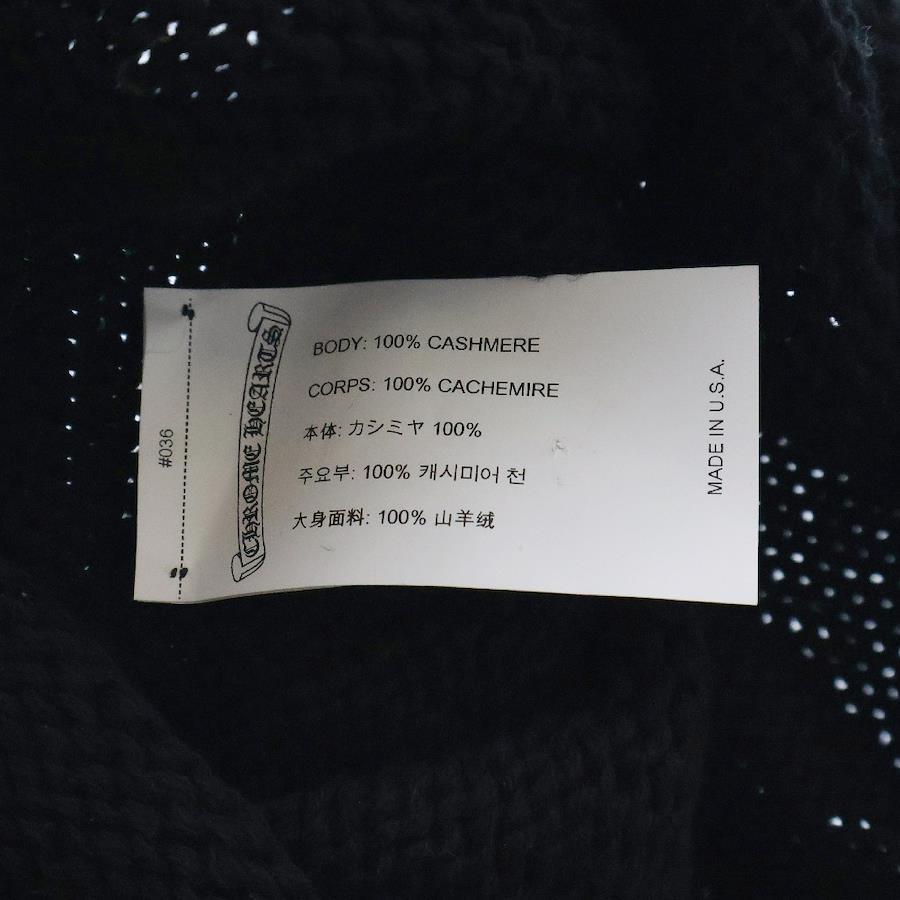 #036
CHROME HEARTS
BODY: 100% CASHMERE
CORPS: 100% CACHEMIRE
本体: カシミヤ 100%
주요부: 100% 캐시미어 천
大身面料: 100% 山羊绒
MADE IN U.S.A.